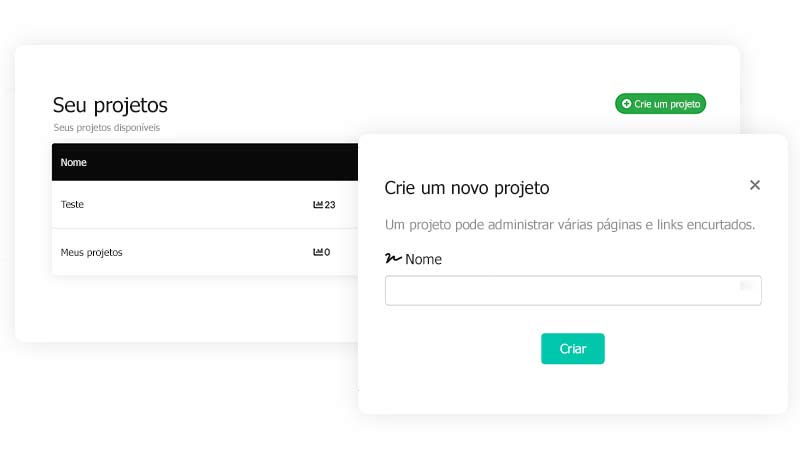 Seu projetos
Crie um projeto
Seus projetos disponíveis
Nome
Teste 23
Meus projetos 0
Crie um novo projeto
Um projeto pode administrar várias páginas e links encurtados.
Nome
Criar